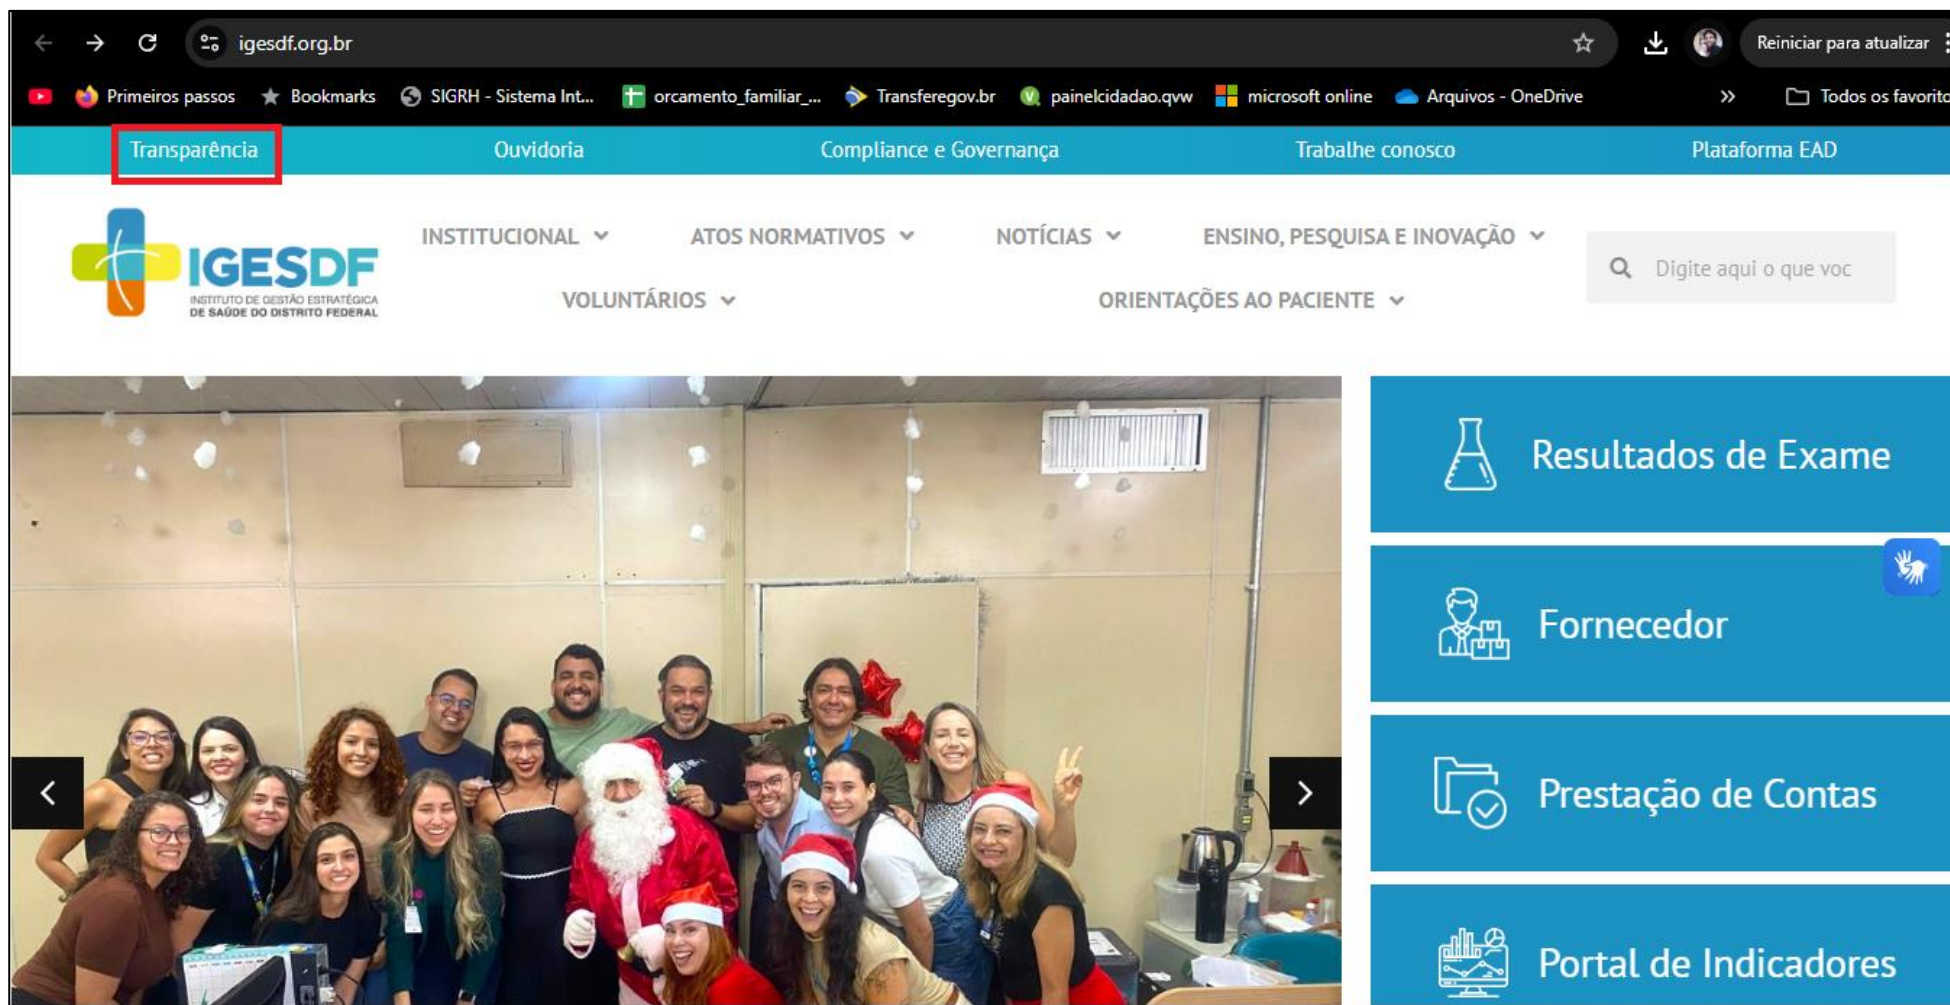 igesdf.org.br
Reiniciar para atualizar
Primeiros passos
Bookmarks
SIGRH - Sistema Int...
orcamento_familiar_...
Transferegov.br
painelcidadao.qvw
microsoft online
Arquivos - OneDrive
»
Todos os favorito
Transparência
Ouvidoria
Compliance e Governança
Trabalhe conosco
Plataforma EAD
IGESDF
INSTITUTO DE GESTÃO ESTRATÉGICA
DE SAÚDE DO DISTRITO FEDERAL
INSTITUCIONAL
ATOS NORMATIVOS
NOTÍCIAS
ENSINO, PESQUISA E INOVAÇÃO
VOLUNTÁRIOS
ORIENTAÇÕES AO PACIENTE
Digite aqui o que voc
Resultados de Exame
Fornecedor
Prestação de Contas
Portal de Indicadores